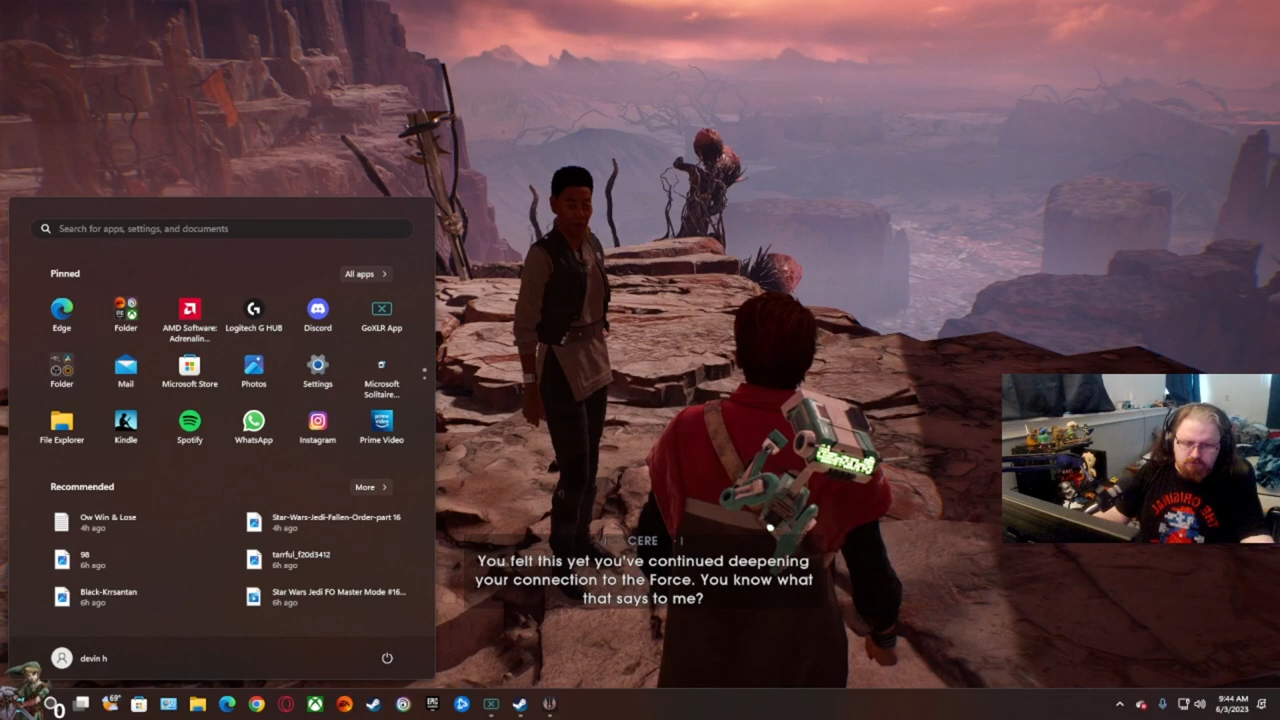 Search for apps, settings, and documents
Pinned
All apps >
Edge
Folder
AMD Software:
Adrenalin...
Logitech G HUB
Discord
GoXLR App
Folder
Mail
Microsoft Store
Photos
Settings
Microsoft
Solitaire...
File Explorer
Kindle
Spotify
WhatsApp
Instagram
Prime Video
Recommended
More >
Ow Win & Lose
4h ago
Star-Wars-Jedi-Fallen-Order-part 16
4h ago
98
6h ago
tarrful_f20d3412
6h ago
Black-Krrsantan
6h ago
Star Wars Jedi FO Master Mode #16...
6h ago
devin h
CERE
You felt this yet you've continued deepening
your connection to the Force. You know what
that says to me?
THE ORIGINAL
69°
9:44 AM
6/3/2023